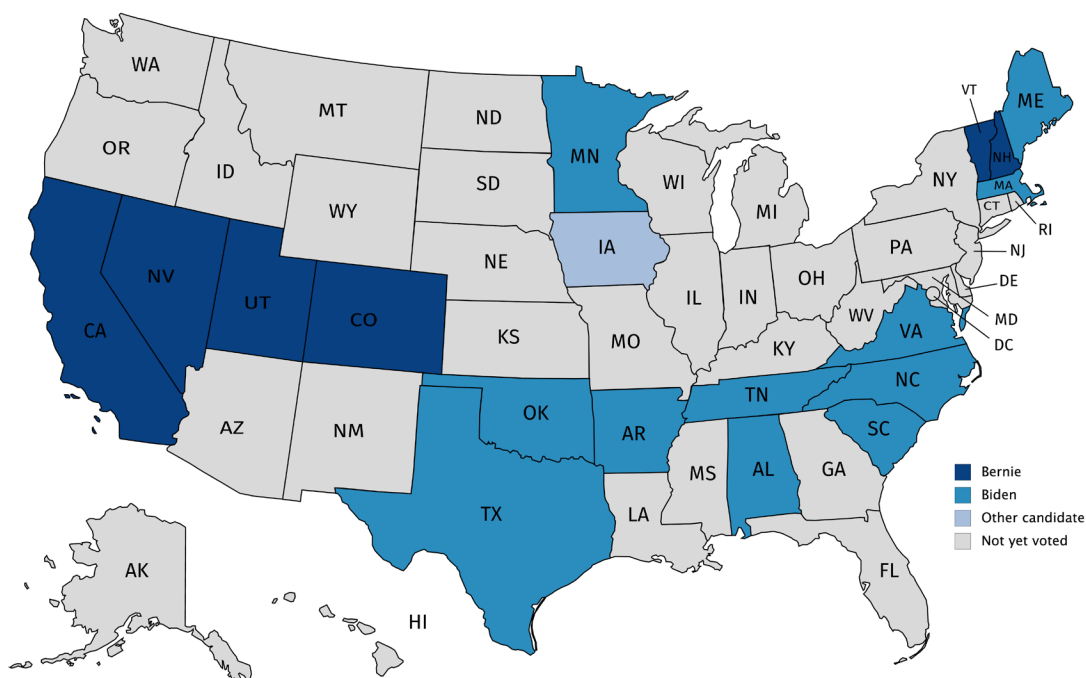 WA
MT
ND
MN
OR
ID
SD
WY
WI
MI
NY
VT
NH
ME
MA
CT
RI
NV
UT
CO
CA
NE
IA
IL
IN
OH
PA
NJ
DE
MD
DC
KS
MO
KY
WV
VA
AZ
NM
OK
AR
TN
NC
SC
TX
LA
MS
AL
GA
FL
AK
HI
Bernie
Biden
Other candidate
Not yet voted